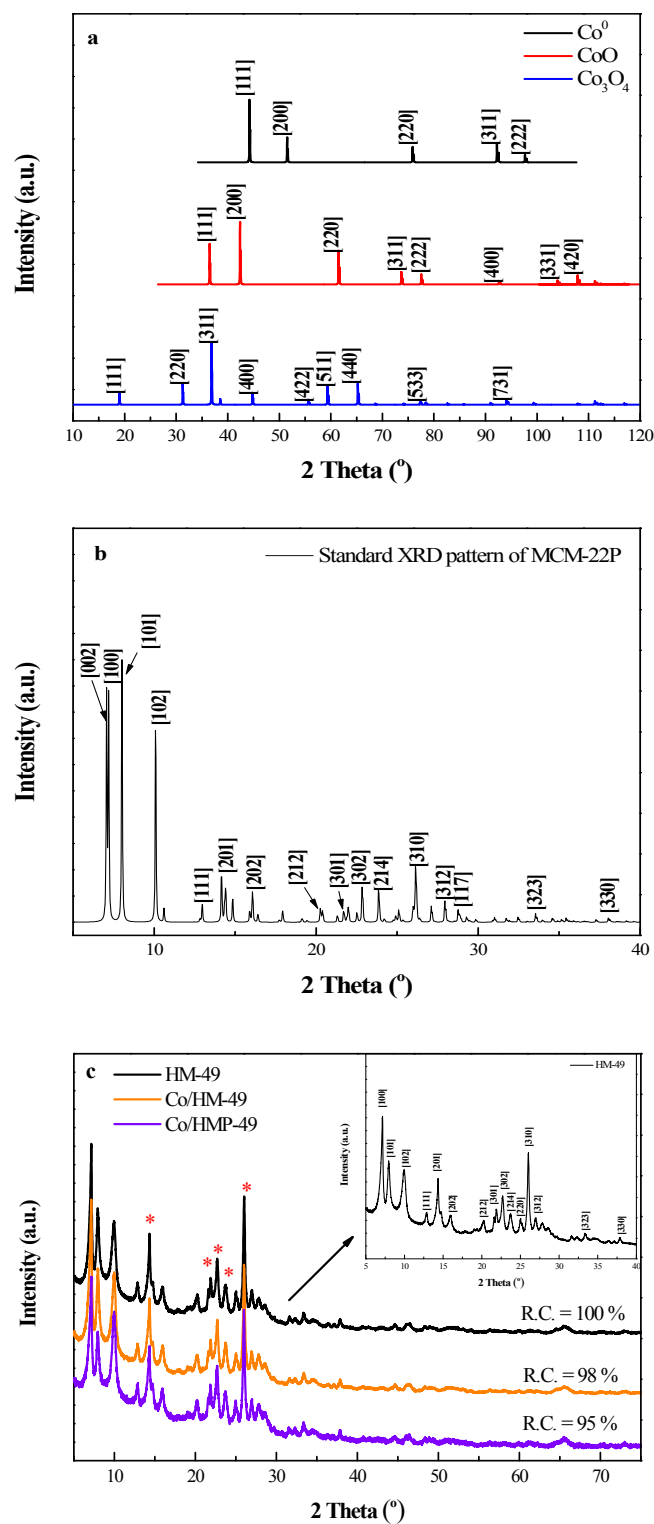 a
Co⁰
CoO
Co₃O₄
[111]
[200]
[220]
[311]
[222]
[111]
[200]
[220]
[311]
[222]
[400]
[331]
[420]
[111]
[220]
[311]
[400]
[422]
[511]
[440]
[533]
[731]
Intensity (a.u.)
10 20 30 40 50 60 70 80 90 100 110 120
2 Theta (°)
b
Standard XRD pattern of MCM-22P
[002]
[100]
[101]
[102]
[111]
[201]
[202]
[212]
[301]
[302]
[214]
[310]
[312]
[117]
[323]
[330]
Intensity (a.u.)
10 20 30 40
2 Theta (°)
c
HM-49
Co/HM-49
Co/HMP-49
* * * * *
HM-49
[100]
[101]
[102]
[111]
[201]
[202]
[212]
[301]
[302]
[214]
[220]
[310]
[312]
[323]
[330]
Intensity (a.u.)
5 10 15 20 25 30 35 40
2 Theta (°)
R.C. = 100 %
R.C. = 98 %
R.C. = 95 %
Intensity (a.u.)
10 20 30 40 50 60 70
2 Theta (°)